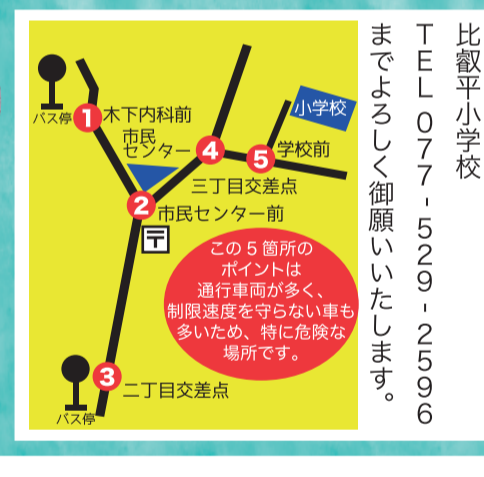 比叡平小学校
TEL 077-529-2596
までよろしく御願いいたします。
小学校
バス停
1
木下内科前
市民
センター
4
5
学校前
三丁目交差点
2
市民センター前
〒
この5箇所の
ポイントは
通行車両が多く、
制限速度を守らない車も
多いため、特に危険な
場所です。
3
二丁目交差点
バス停